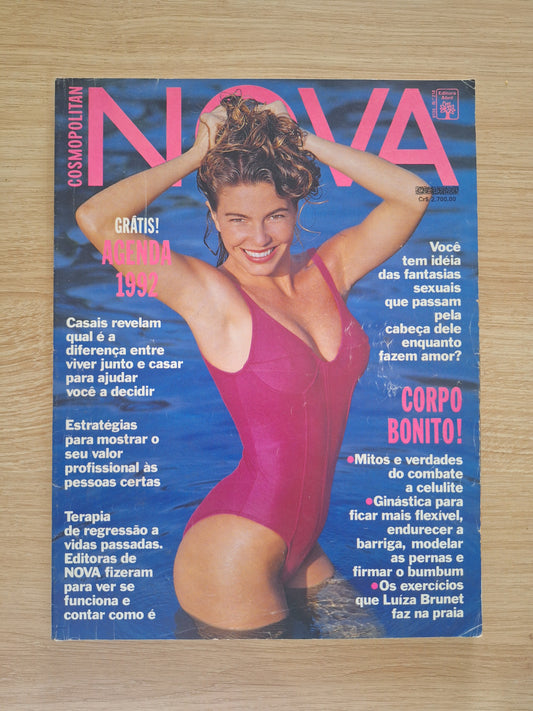 COSMOPOLITAN
NOVA
Editora
Abril
Cr$ 2.700,00
GRÁTIS!
AGENDA
1992
Casais revelam
qual é a
diferença entre
viver junto e casar
para ajudar
você a decidir
Estratégias
para mostrar o
seu valor
profissional às
pessoas certas
Terapia
de regressão a
vidas passadas.
Editoras de
NOVA fizeram
para ver se
funciona e
contar como é
Você
tem idéia
das fantasias
sexuais
que passam
pela
cabeça dele
enquanto
fazem amor?
CORPO
BONITO!
•Mitos e verdades
do combate
a celulite
•Ginástica para
ficar mais flexível,
endurecer a
barriga, modelar
as pernas e
firmar o bumbum
•Os exercícios
que Luíza Brunet
faz na praia